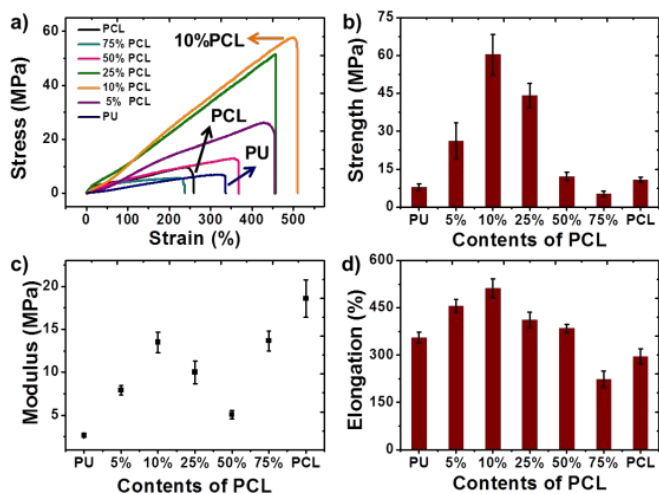 a)
PCL
75% PCL
50% PCL
25% PCL
10% PCL
5% PCL
PU
10%PCL
PCL
PU
60
40
20
0
Stress (MPa)
0 100 200 300 400 500
Strain (%)
b)
75
60
45
30
15
0
Strength (MPa)
PU 5% 10% 25% 50% 75% PCL
Contents of PCL
c)
20
15
10
5
Modulus (MPa)
PU 5% 10% 25% 50% 75% PCL
Contents of PCL
d)
600
450
300
150
0
Elongation (%)
PU 5% 10% 25% 50% 75% PCL
Contents of PCL